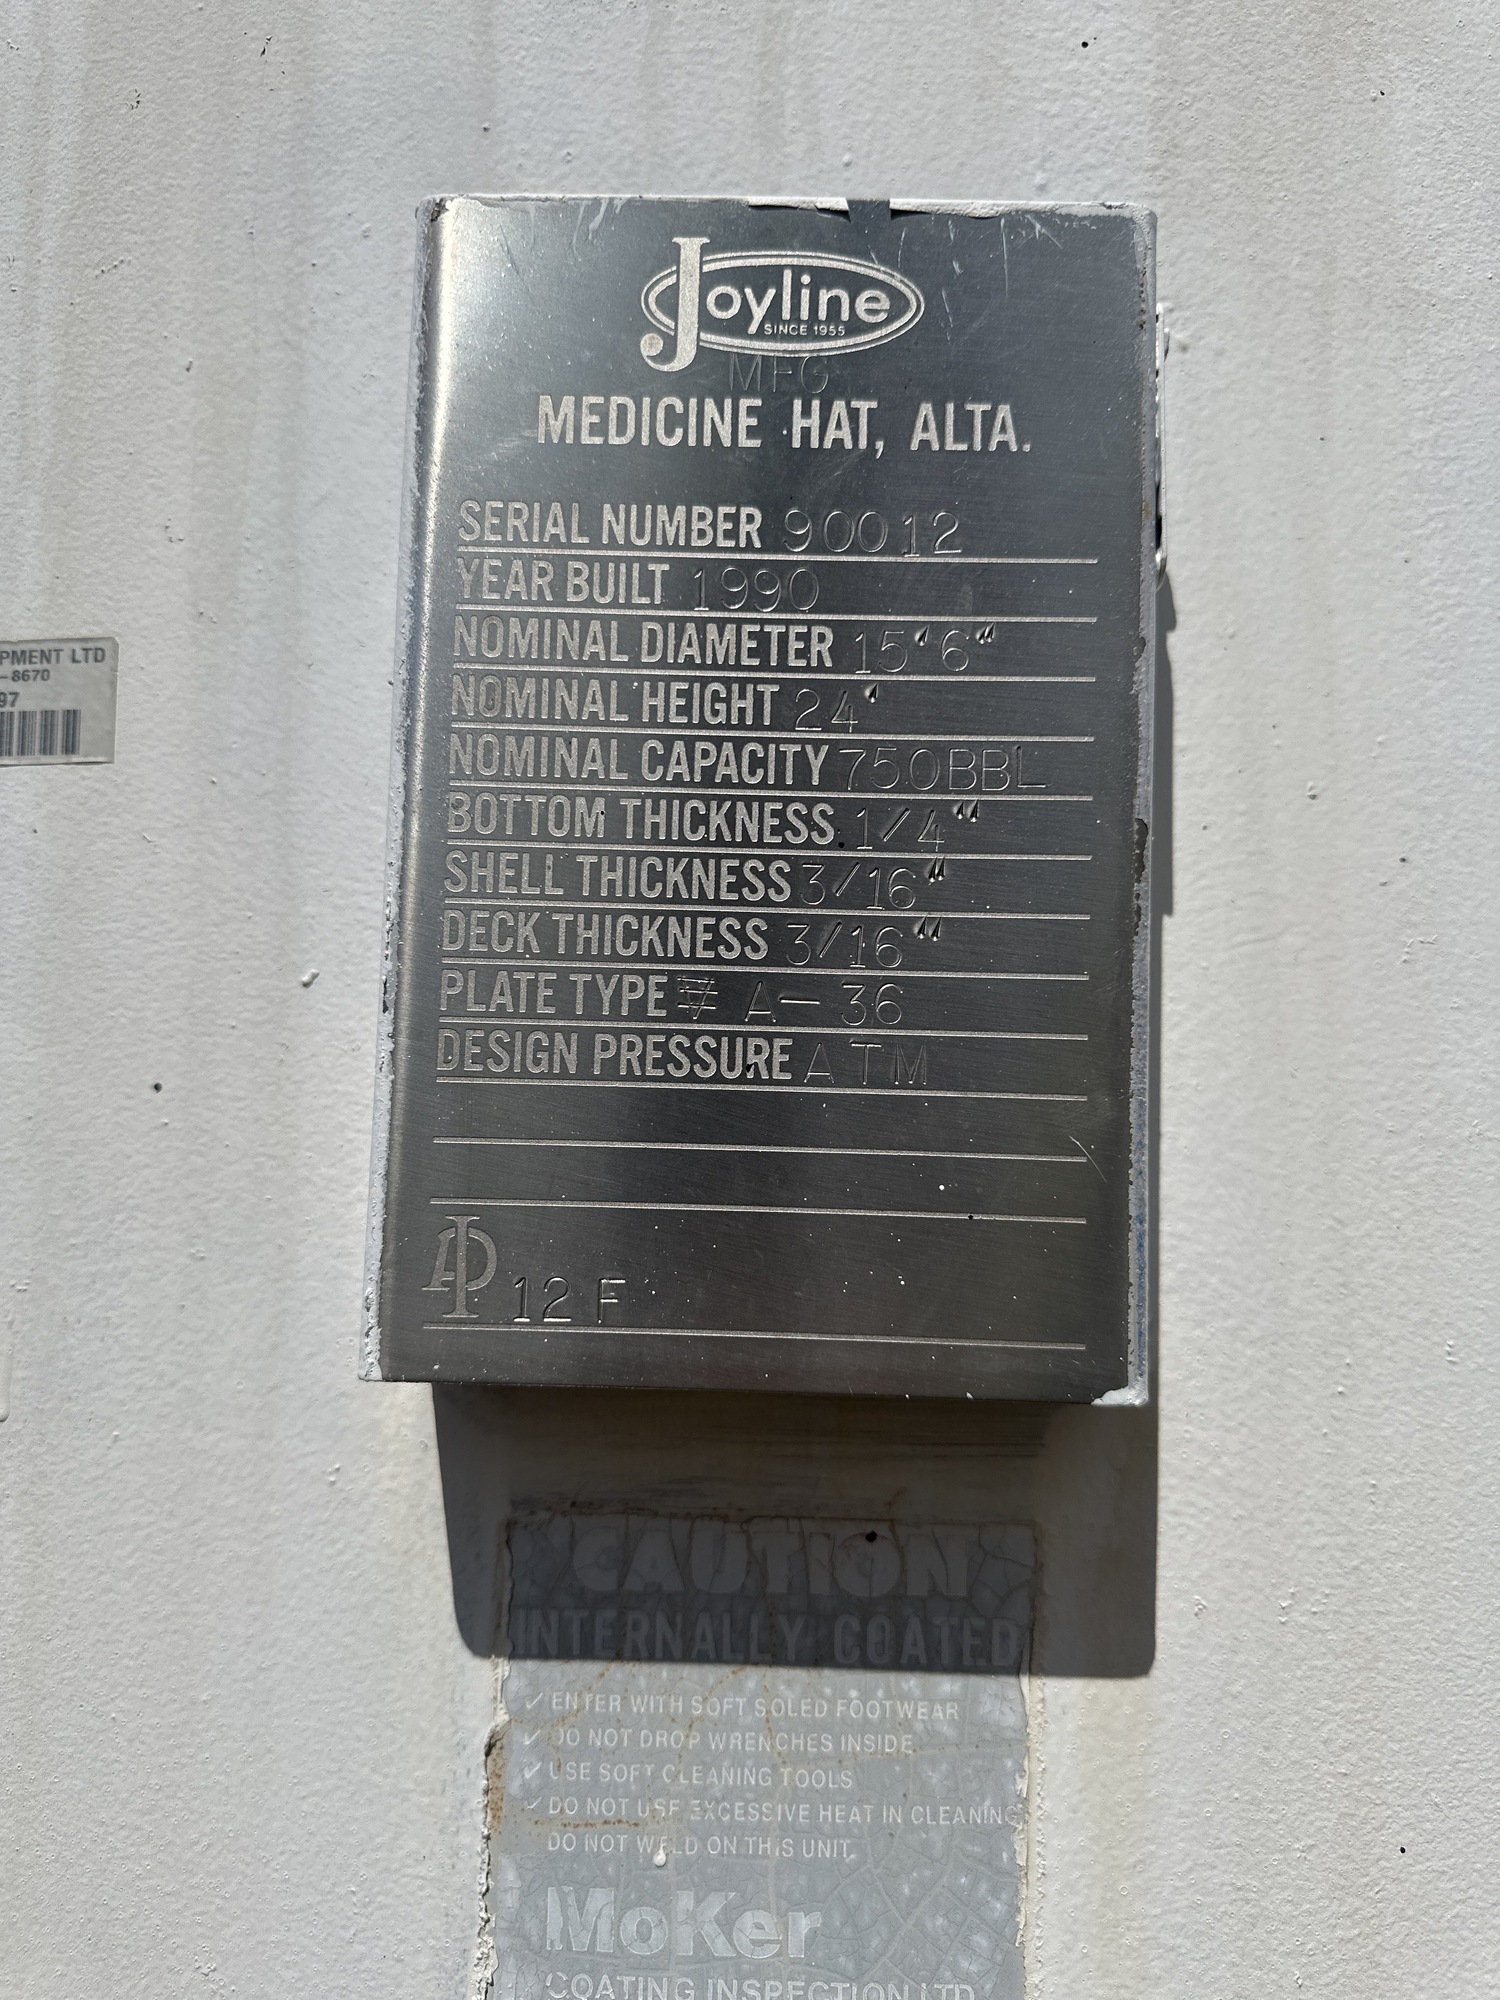 Joyline
SINCE 1955
MFG
MEDICINE HAT, ALTA.
SERIAL NUMBER 90012
YEAR BUILT 1990
NOMINAL DIAMETER 15'6"
NOMINAL HEIGHT 24'
NOMINAL CAPACITY 750BBL
BOTTOM THICKNESS 1/4"
SHELL THICKNESS 3/16"
DECK THICKNESS 3/16"
PLATE TYPE A-36
DESIGN PRESSURE ATM
API 12 F
PMENT LTD
-8670
97
CAUTION
INTERNALLY COATED
✓ ENTER WITH SOFT SOLED FOOTWEAR
✓ DO NOT DROP WRENCHES INSIDE
✓ USE SOFT CLEANING TOOLS
✓ DO NOT USE EXCESSIVE HEAT IN CLEANING
DO NOT WELD ON THIS UNIT
MoKer
COATING INSPECTION LTD